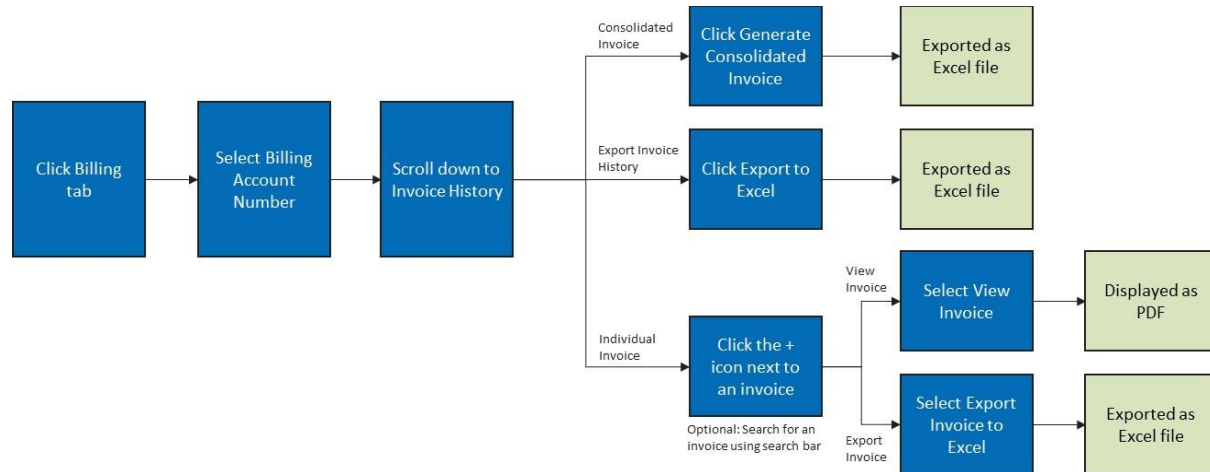 Click Billing
tab
Select Billing
Account
Number
Scroll down to
Invoice History
Consolidated
Invoice
Click Generate
Consolidated
Invoice
Exported as
Excel file
Export Invoice
History
Click Export to
Excel
Exported as
Excel file
Individual
Invoice
Click the +
icon next to
an invoice
Optional: Search for an
invoice using search bar
View
Invoice
Select View
Invoice
Displayed as
PDF
Export
Invoice
Select Export
Invoice to
Excel
Exported as
Excel file